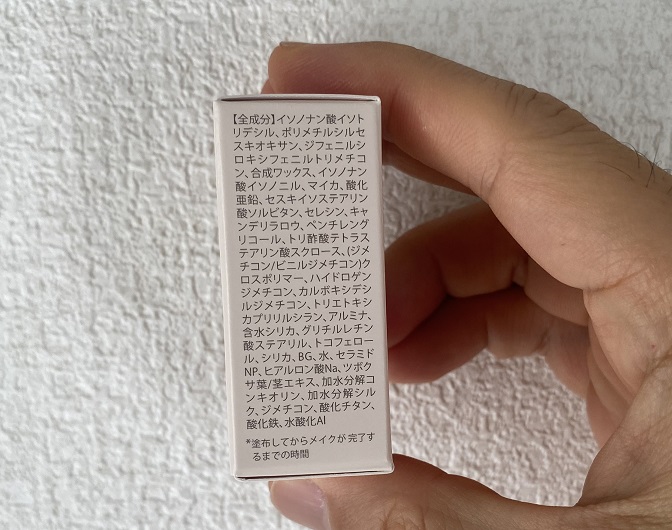 【全成分】イソノナン酸イソト
リデシル、ポリメチルシルセ
スキオキサン、ジフェニルシ
ロキシフェニルトリメチコ
ン、合成ワックス、イソノナン
酸イソノニル、マイカ、酸化
亜鉛、セスキイソステアリン
酸ソルビタン、セレシン、キャ
ンデリラロウ、ペンチレング
リコール、トリ酢酸テトラス
テアリン酸スクロース、(ジメ
チコン/ビニルジメチコン)ク
ロスポリマー、ハイドロゲン
ジメチコン、カルボキシデシ
ルジメチコン、トリエトキシ
カプリリルシラン、アルミナ、
含水シリカ、グリチルレチン
酸ステアリル、トコフェロー
ル、シリカ、BG、水、セラミド
NP、ヒアルロン酸Na、ツボク
サ葉/茎エキス、加水分解コ
ンキオリン、加水分解シル
ク、ジメチコン、酸化チタン、
酸化鉄、水酸化Al
*塗布してからメイクが完了す
るまでの時間